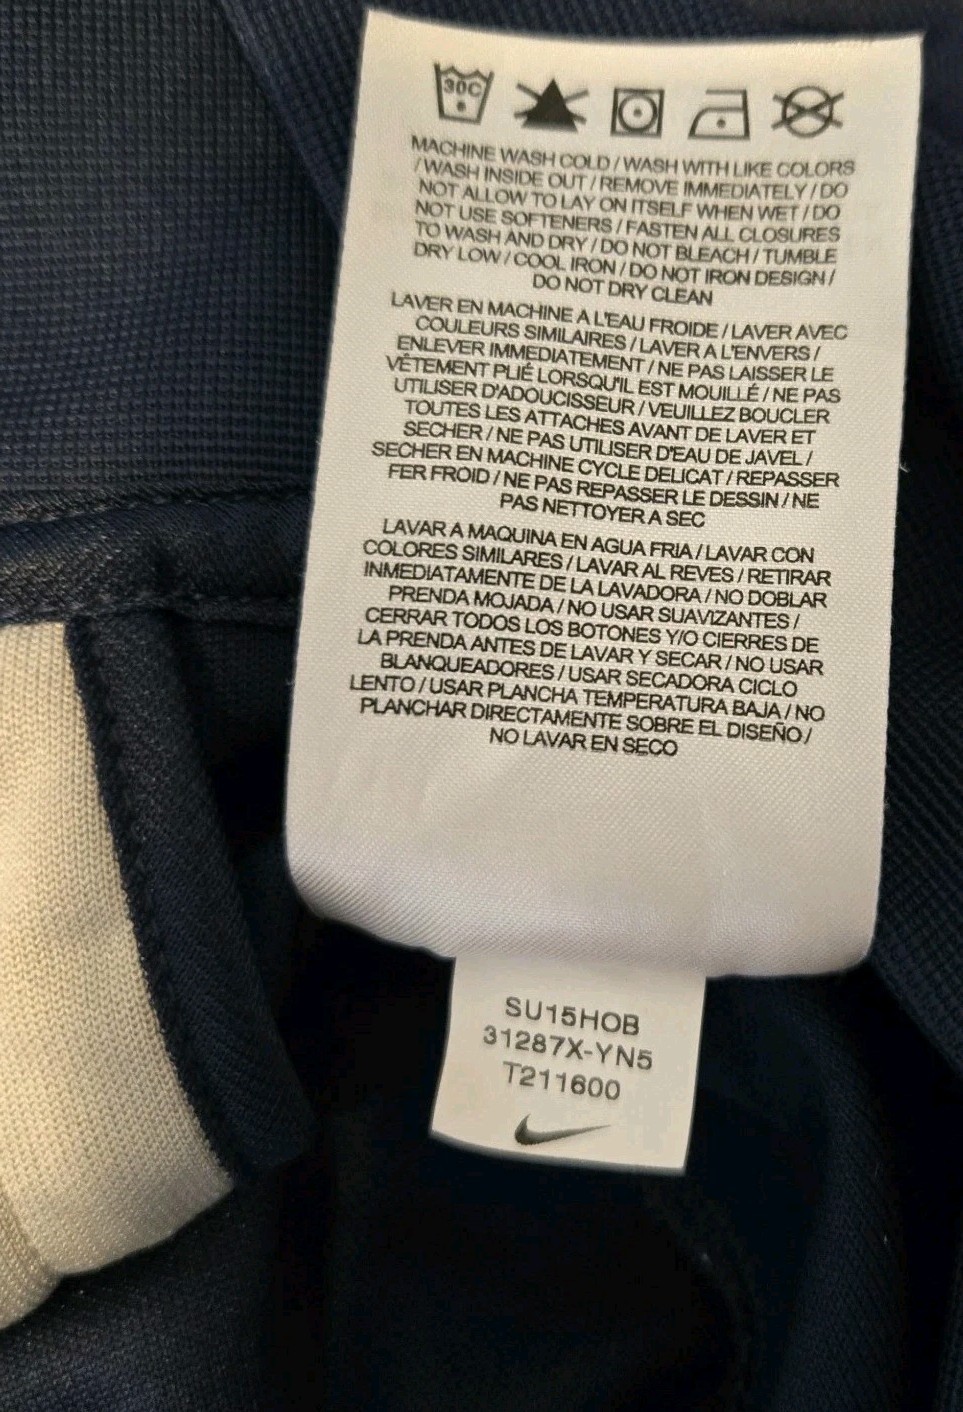 30C
MACHINE WASH COLD / WASH WITH LIKE COLORS
/ WASH INSIDE OUT / REMOVE IMMEDIATELY / DO
NOT ALLOW TO LAY ON ITSELF WHEN WET / DO
NOT USE SOFTENERS / FASTEN ALL CLOSURES
TO WASH AND DRY / DO NOT BLEACH / TUMBLE
DRY LOW / COOL IRON / DO NOT IRON DESIGN /
DO NOT DRY CLEAN
LAVER EN MACHINE A L'EAU FROIDE / LAVER AVEC
COULEURS SIMILAIRES / LAVER A L'ENVERS /
ENLEVER IMMEDIATEMENT / NE PAS LAISSER LE
VÊTEMENT PLIÉ LORSQU'IL EST MOUILLÉ / NE PAS
UTILISER D'ADOUCISSEUR / VEUILLEZ BOUCLER
TOUTES LES ATTACHES AVANT DE LAVER ET
SECHER / NE PAS UTILISER D'EAU DE JAVEL /
SECHER EN MACHINE CYCLE DELICAT / REPASSER
FER FROID / NE PAS REPASSER LE DESSIN / NE
PAS NETTOYER A SEC
LAVAR A MAQUINA EN AGUA FRIA / LAVAR CON
COLORES SIMILARES / LAVAR AL REVES / RETIRAR
INMEDIATAMENTE DE LA LAVADORA / NO DOBLAR
PRENDA MOJADA / NO USAR SUAVIZANTES /
CERRAR TODOS LOS BOTONES Y/O CIERRES DE
LA PRENDA ANTES DE LAVAR Y SECAR / NO USAR
BLANQUEADORES / USAR SECADORA CICLO
LENTO / USAR PLANCHA TEMPERATURA BAJA / NO
PLANCHAR DIRECTAMENTE SOBRE EL DISEÑO /
NO LAVAR EN SECO
SU15HOB
31287X-YN5
T211600